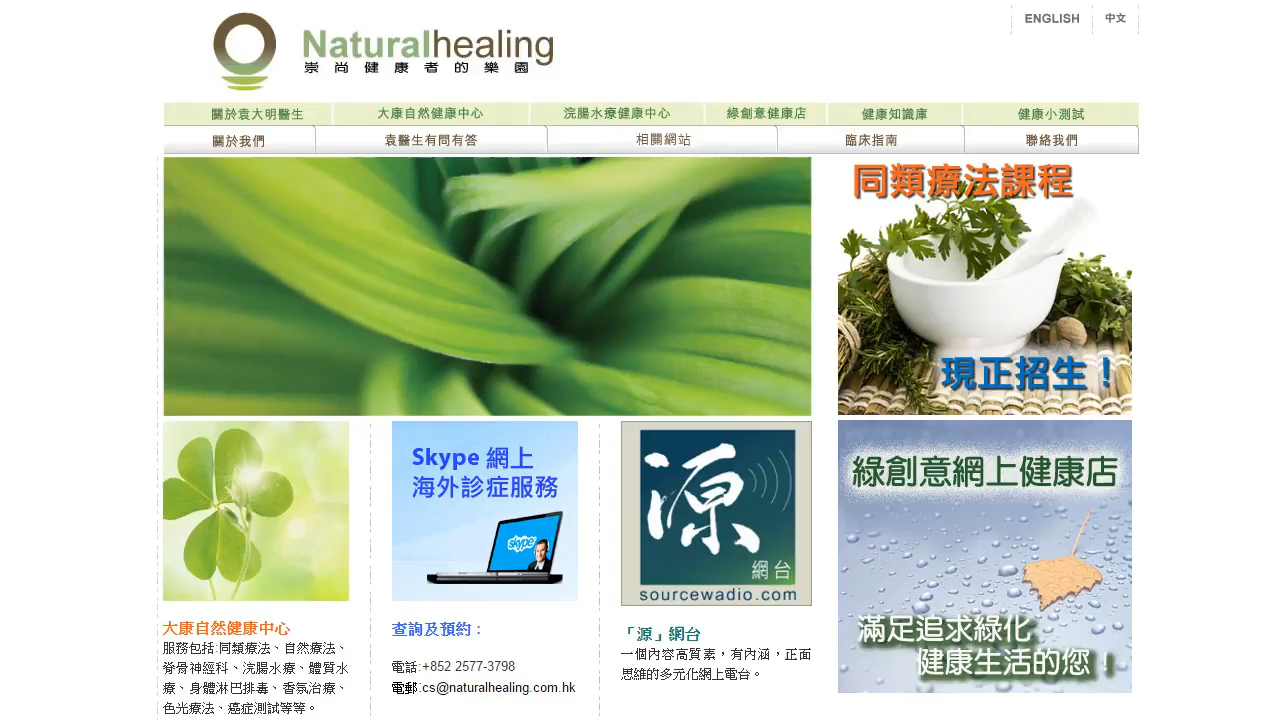 ENGLISH 中文
Naturalhealing
崇尚健康者的樂園
關於袁大明醫生 大康自然健康中心 浣腸水療健康中心 綠創意健康店 健康知識庫 健康小測試
關於我們 袁醫生有問有答 相關網站 臨床指南 聯絡我們
同類療法課程
現正招生！
Skype 網上
海外診症服務
skype
源
網台
sourcewadio.com
綠創意網上健康店
滿足追求綠化
健康生活的您！
大康自然健康中心
服務包括:同類療法、自然療法、
脊骨神經科、浣腸水療、體質水
療、身體淋巴排毒、香氛治療、
色光療法、癌症測試等等。
查詢及預約：
電話:+852 2577-3798
電郵:cs@naturalhealing.com.hk
「源」網台
一個內容高質素，有內涵，正面
思維的多元化網上電台。